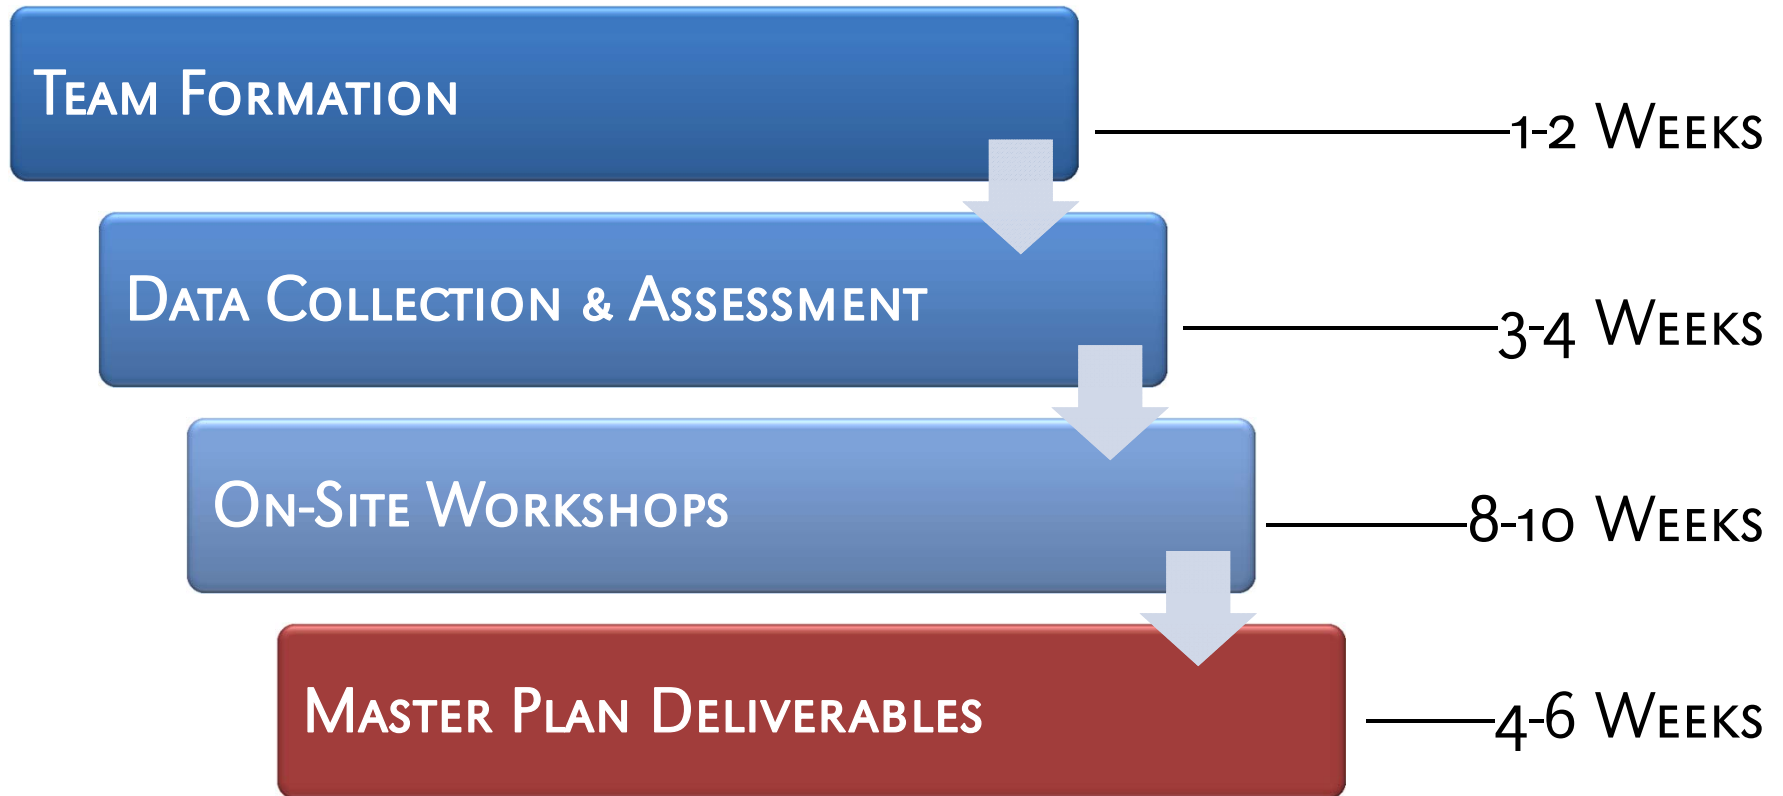 Team Formation
1-2 Weeks
Data Collection & Assessment
3-4 Weeks
On-Site Workshops
8-10 Weeks
Master Plan Deliverables
4-6 Weeks